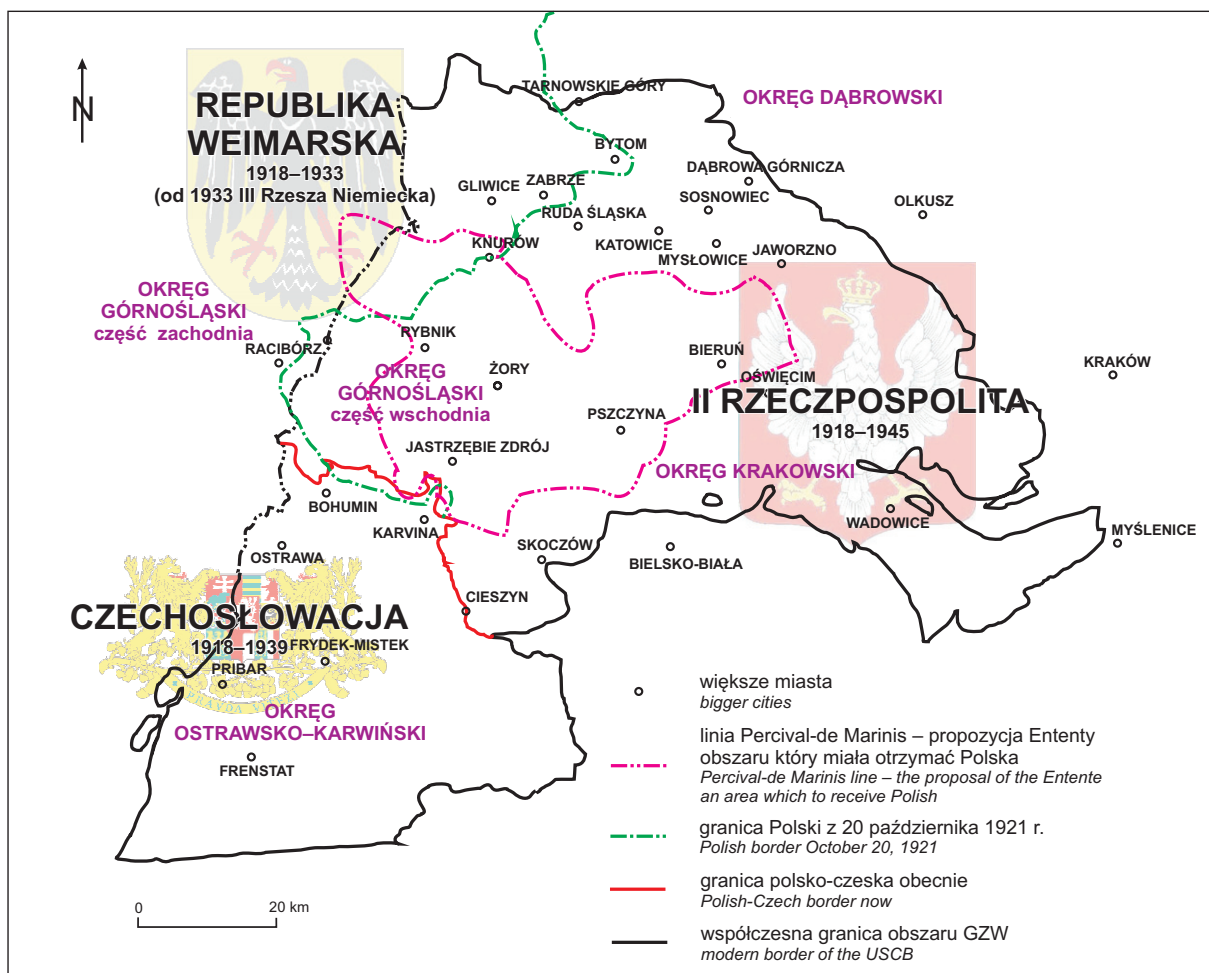 N
REPUBLIKA
WEIMARSKA
1918–1933
(od 1933 III Rzesza Niemiecka)
TARNOWSKIE GÓRY
OKRĘG DĄBROWSKI
BYTOM
DĄBROWA GÓRNICZA
GLIWICE
ZABRZE
SOSNOWIEC
OLKUSZ
RUDA ŚLĄSKA
KATOWICE
KNURÓW
MYSŁOWICE
JAWORZNO
OKRĘG
GÓRNOŚLĄSKI
część zachodnia
RACIBÓRZ
RYBNIK
BIERUŃ
KRAKÓW
OKRĘG
GÓRNOŚLĄSKI
część wschodnia
ŻORY
OŚWIĘCIM
II RZECZPOSPOLITA
1918–1945
PSZCZYNA
JASTRZĘBIE ZDRÓJ
OKRĘG KRAKOWSKI
BOHUMIN
KARVINA
WADOWICE
MYŚLENICE
OSTRAWA
SKOCZÓW
BIELSKO-BIAŁA
CIESZYN
CZECHOSŁOWACJA
1918–1939
FRYDEK-MISTEK
PRIBAR
PRAVDA VÍTĚZÍ
OKRĘG
OSTRAWSKO–KARWIŃSKI
FRENSTAT
większe miasta
bigger cities
linia Percival-de Marinis – propozycja Ententy
obszaru który miała otrzymać Polska
Percival-de Marinis line – the proposal of the Entente
an area which to receive Polish
granica Polski z 20 października 1921 r.
Polish border October 20, 1921
granica polsko-czeska obecnie
Polish-Czech border now
współczesna granica obszaru GZW
modern border of the USCB
0 20 km